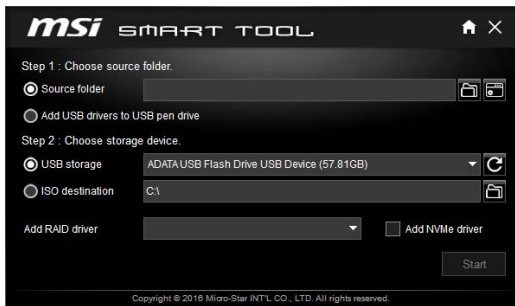 msi SMART TOOL
Step 1 : Choose source folder.
Source folder
Add USB drivers to USB pen drive
Step 2 : Choose storage device.
USB storage ADATA USB Flash Drive USB Device (57.81GB)
ISO destination C:\
Add RAID driver Add NVMe driver
Start
Copyright © 2016 Micro-Star INT'L CO., LTD. All rights reserved.